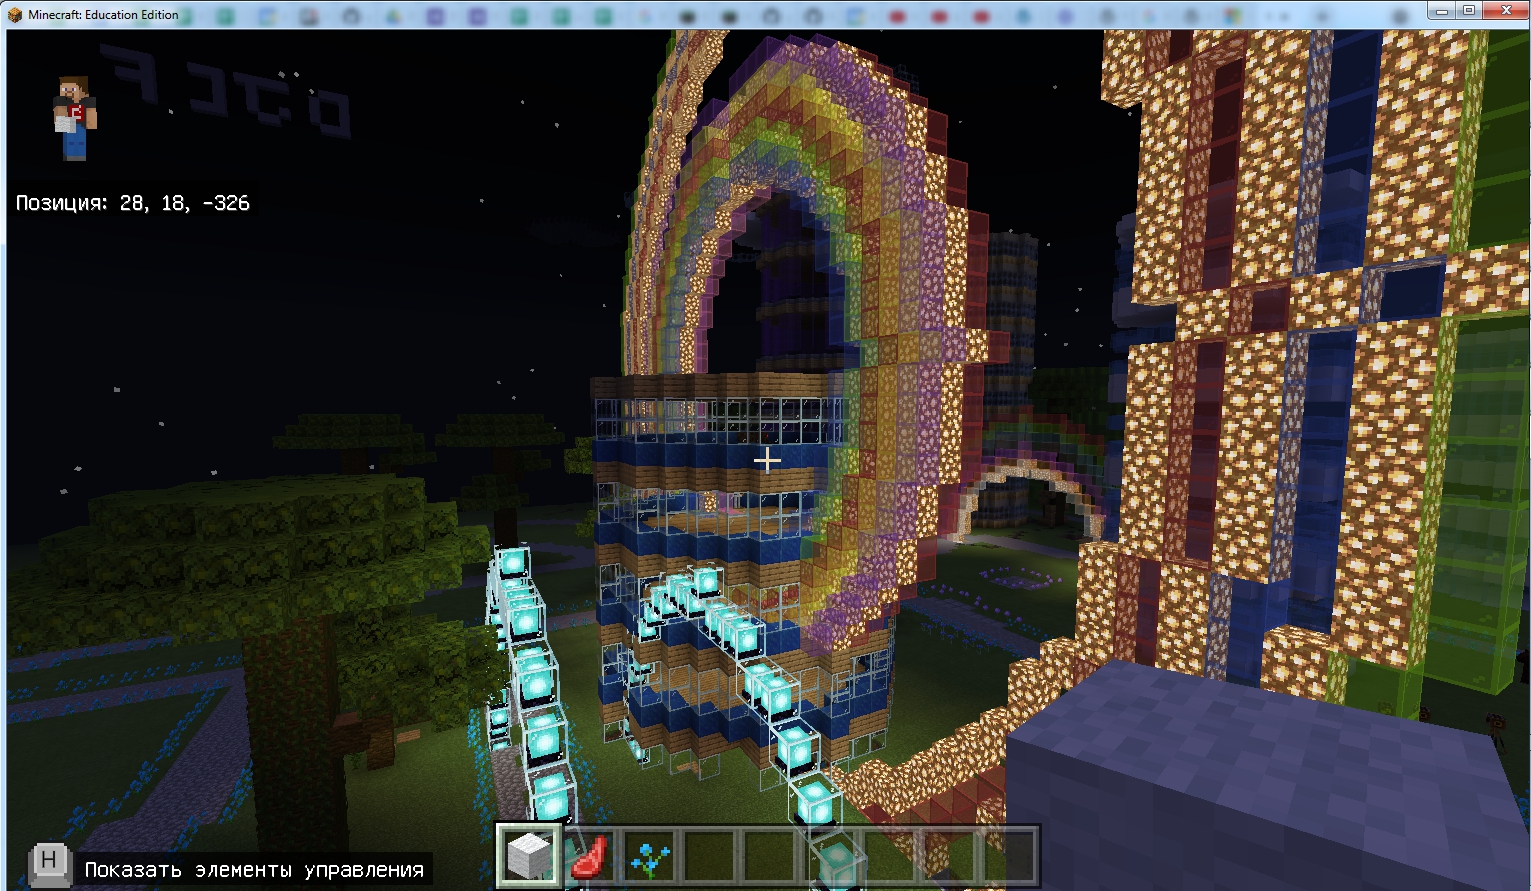 Minecraft: Education Edition
Позиция: 28, 18, -326
H
Показать элементы управления